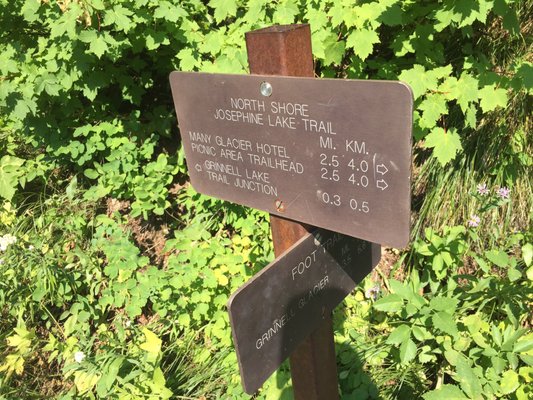 NORTH SHORE
JOSEPHINE LAKE TRAIL
MI. KM.
MANY GLACIER HOTEL 2.5 4.0 ⇨
PICNIC AREA TRAILHEAD 2.5 4.0 ⇨
⇦ GRINNELL LAKE
TRAIL JUNCTION 0.3 0.5
FOOT TRAIL
GRINNELL GLACIER